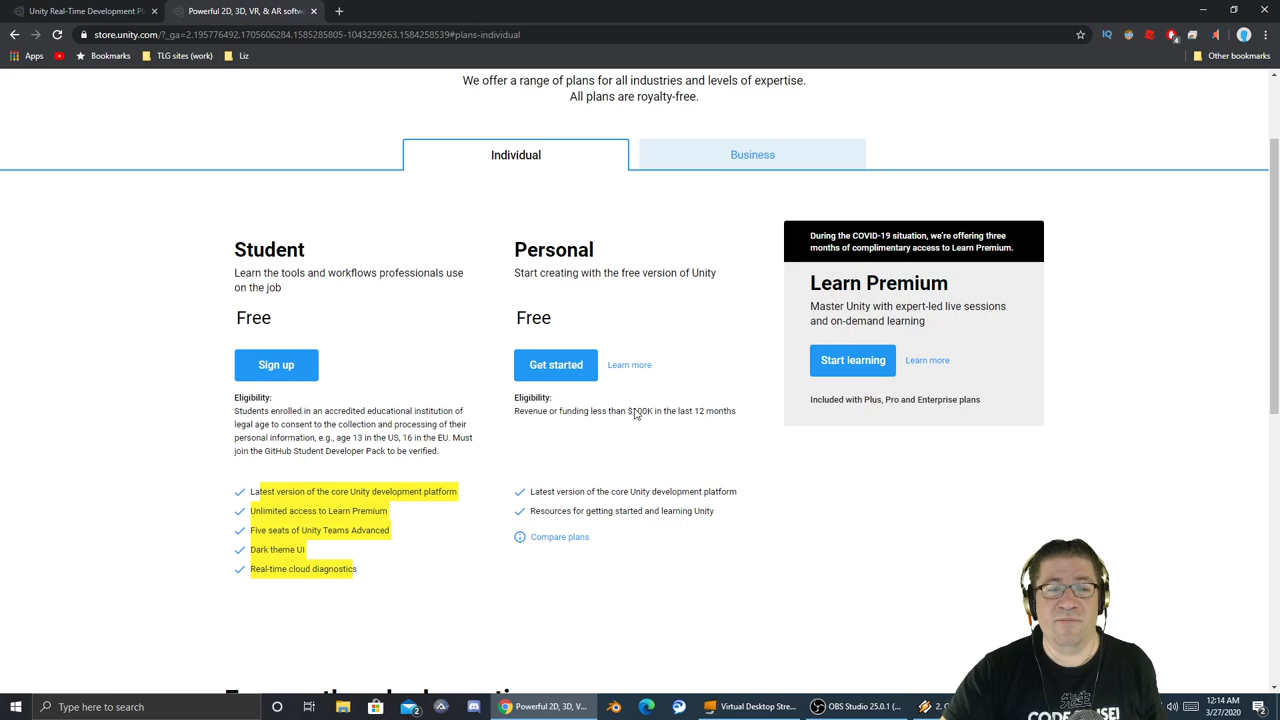 Unity Real-Time Development Pl
Powerful 2D, 3D, VR, & AR softw
store.unity.com/?_ga=2.195776492.1705606284.1585285805-1043259263.1584258539#plans-individual
Apps
Bookmarks
TLG sites (work)
Liz
Other bookmarks
We offer a range of plans for all industries and levels of expertise.
All plans are royalty-free.
Individual
Business
Student
Learn the tools and workflows professionals use
on the job
Free
Sign up
Eligibility:
Students enrolled in an accredited educational institution of
legal age to consent to the collection and processing of their
personal information, e.g., age 13 in the US, 16 in the EU. Must
join the GitHub Student Developer Pack to be verified.
Latest version of the core Unity development platform
Unlimited access to Learn Premium
Five seats of Unity Teams Advanced
Dark theme UI
Real-time cloud diagnostics
Personal
Start creating with the free version of Unity
Free
Get started
Learn more
Eligibility:
Revenue or funding less than $100K in the last 12 months
Latest version of the core Unity development platform
Resources for getting started and learning Unity
Compare plans
During the COVID-19 situation, we're offering three
months of complimentary access to Learn Premium.
Learn Premium
Master Unity with expert-led live sessions
and on-demand learning
Start learning
Learn more
Included with Plus, Pro and Enterprise plans
先生
CODE
Type here to search
Powerful 2D, 3D, V...
Virtual Desktop Stre...
OBS Studio 25.0.1 (...
12:14 AM
3/27/2020